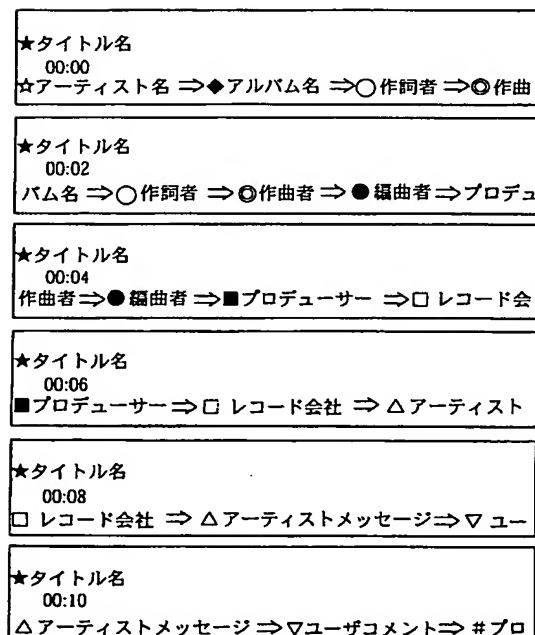 ★タイトル名
00:00
☆アーティスト名 ⇒◆アルバム名 ⇒○作詞者 ⇒◎作曲
★タイトル名
00:02
バム名 ⇒○作詞者 ⇒◎作曲者 ⇒●編曲者⇒プロデュ
★タイトル名
00:04
作曲者⇒●編曲者 ⇒■プロデューサー ⇒□ レコード会
★タイトル名
00:06
■プロデューサー⇒□ レコード会社 ⇒ △アーティスト
★タイトル名
00:08
□ レコード会社 ⇒ △アーティストメッセージ⇒▽ ユー
★タイトル名
00:10
△アーティストメッセージ ⇒▽ユーザコメント⇒ #プロ